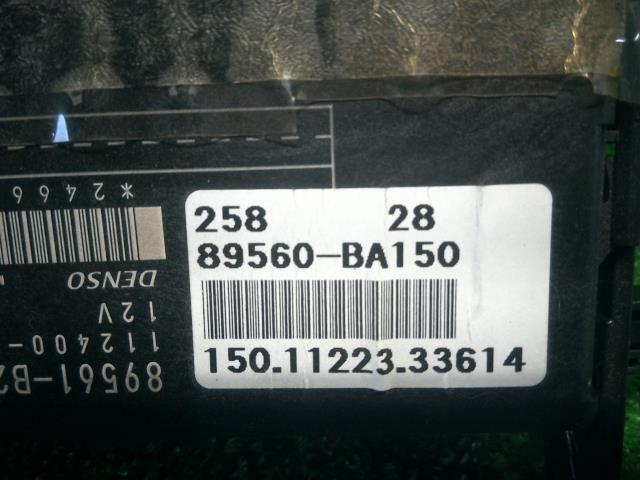 258 28
89560-BA150
150.11223.33614
*2466
DENSO
12V
112400-
89561-B2